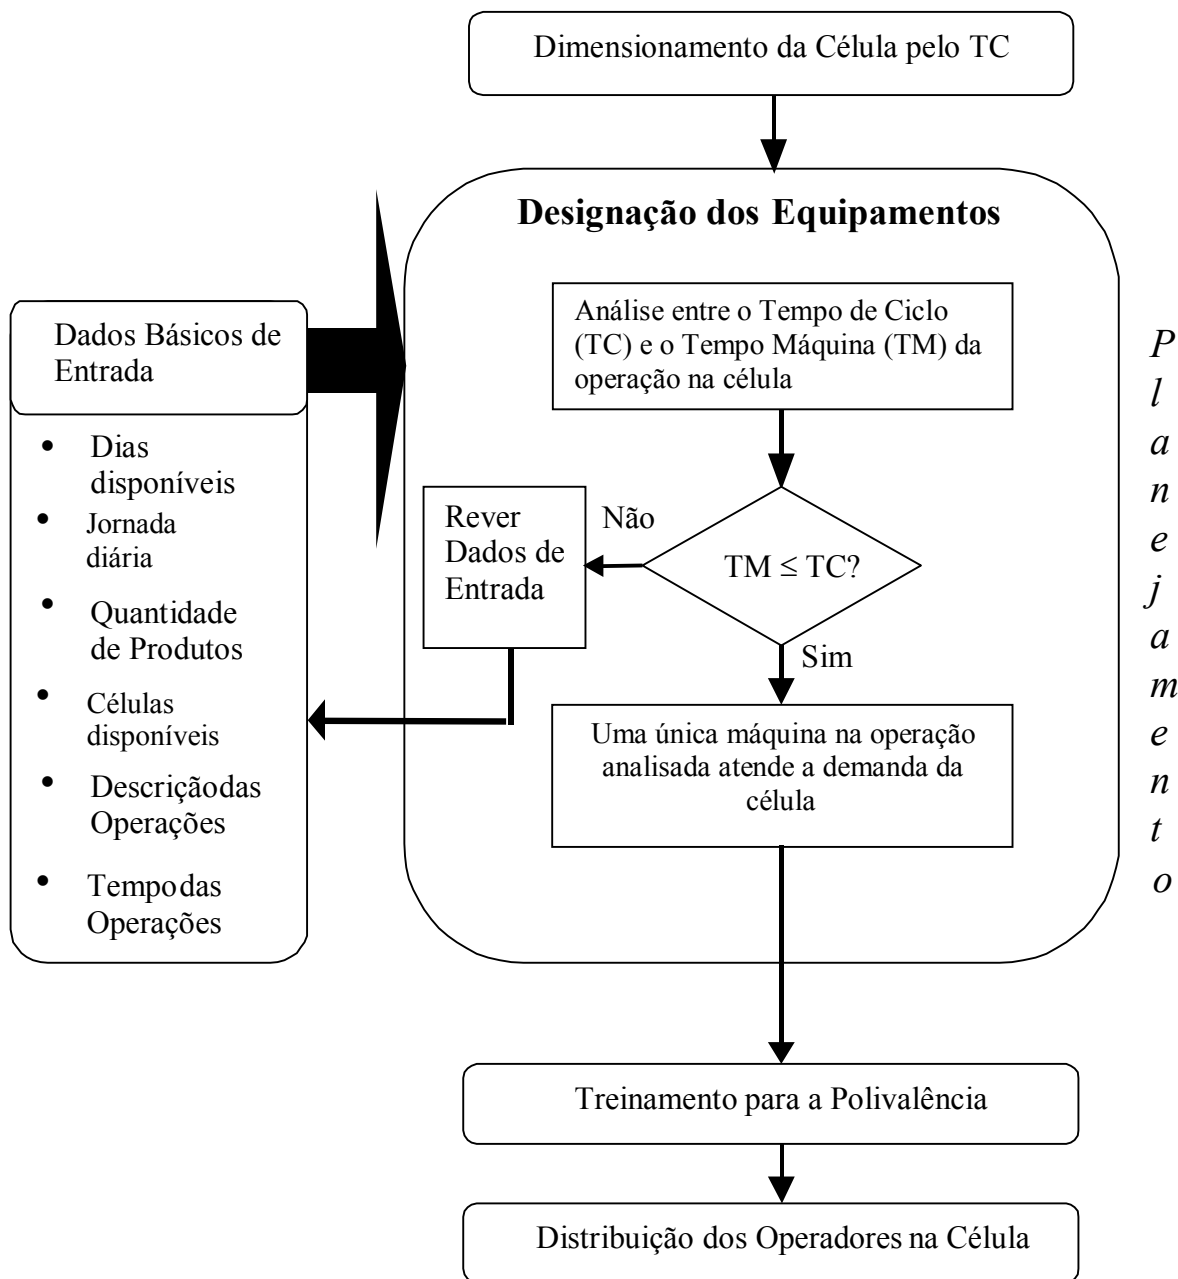 Dimensionamento da Célula pelo TC
Designação dos Equipamentos
Análise entre o Tempo de Ciclo
(TC) e o Tempo Máquina (TM) da
operação na célula
Dados Básicos de
Entrada
• Dias
disponíveis
• Jornada
diária
• Quantidade
de Produtos
• Células
disponíveis
• Descriçãodas
Operações
• Tempodas
Operações
Rever
Dados de
Entrada
Não
TM ≤ TC?
Sim
Uma única máquina na operação
analisada atende a demanda da
célula
Planejamento
Treinamento para a Polivalência
Distribuição dos Operadores na Célula